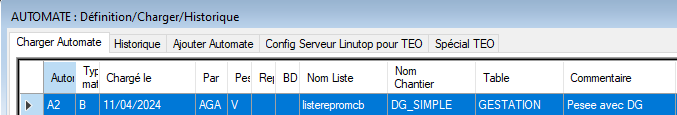 AUTOMATE : Définition/Charger/Historique
Charger Automate Historique Ajouter Automate Config Serveur Linutop pour TEO Spécial TEO
Autor Typ mat Chargé le Par Pes Rep BD Nom Liste Nom Chantier Table Commentaire
A2 B 11/04/2024 AGA V listerepromcb DG_SIMPLE GESTATION Pesee avec DG